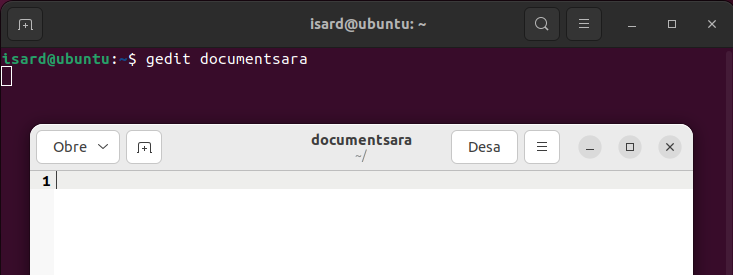 isard@ubuntu: ~
isard@ubuntu:~$ gedit documentsara
Obre
documentsara
~/
Desa
1